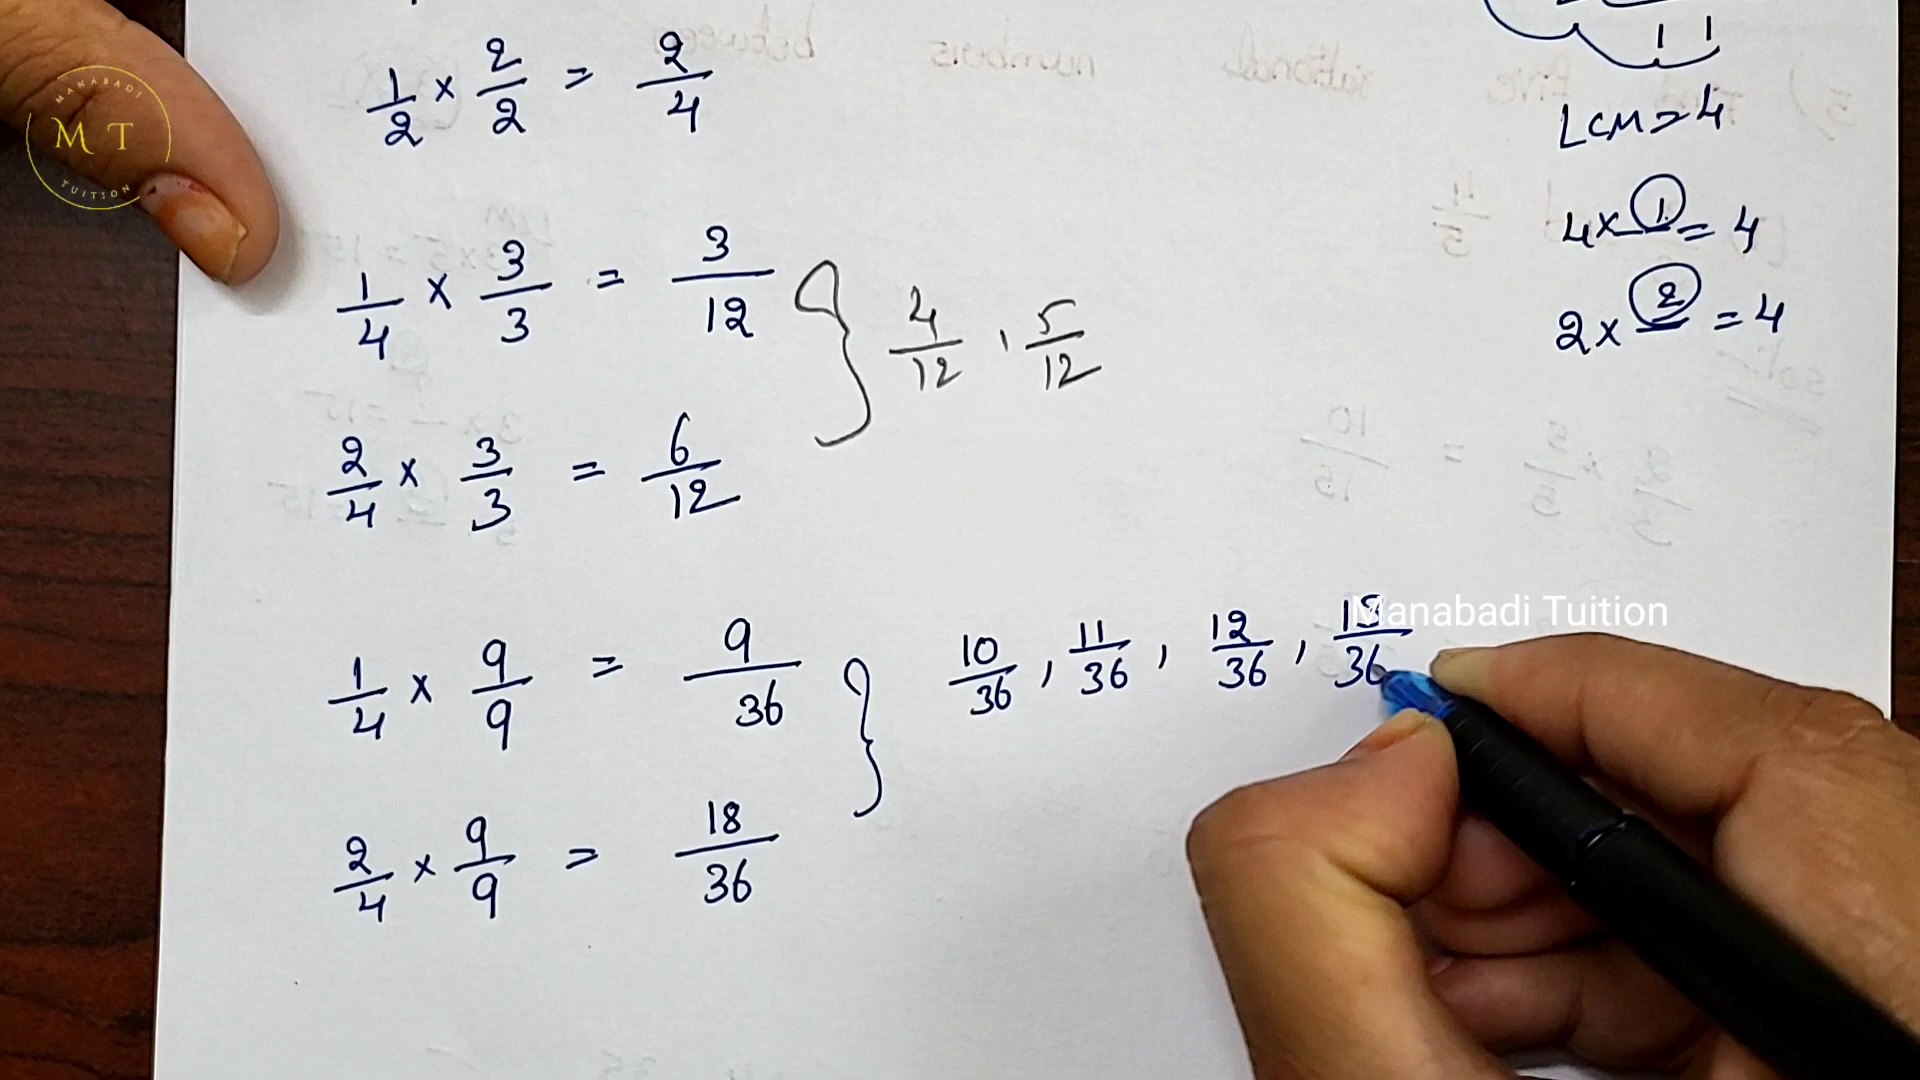 MANABADI
MT
TUITION
1/2 × 2/2 = 2/4
LCM = 4
4 × 1 = 4
2 × 2 = 4
1/4 × 3/3 = 3/12
4/12 , 5/12
2/4 × 3/3 = 6/12
Manabadi Tuition
1/4 × 9/9 = 9/36
10/36 , 11/36 , 12/36 , 13/36
2/4 × 9/9 = 18/36